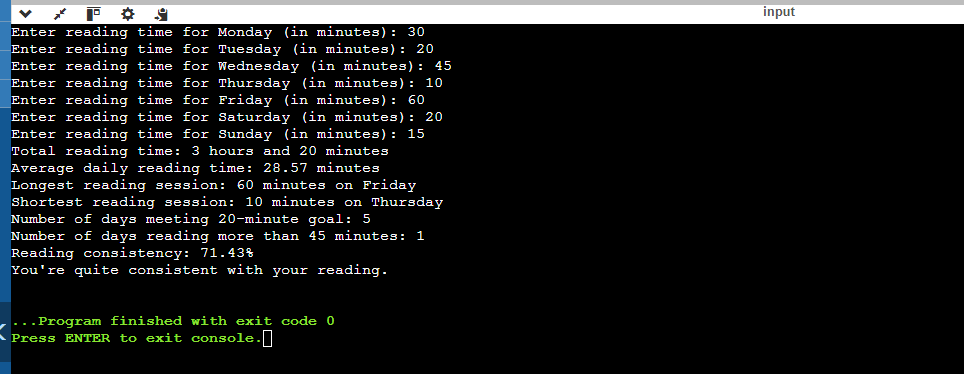 input
Enter reading time for Monday (in minutes): 30
Enter reading time for Tuesday (in minutes): 20
Enter reading time for Wednesday (in minutes): 45
Enter reading time for Thursday (in minutes): 10
Enter reading time for Friday (in minutes): 60
Enter reading time for Saturday (in minutes): 20
Enter reading time for Sunday (in minutes): 15
Total reading time: 3 hours and 20 minutes
Average daily reading time: 28.57 minutes
Longest reading session: 60 minutes on Friday
Shortest reading session: 10 minutes on Thursday
Number of days meeting 20-minute goal: 5
Number of days reading more than 45 minutes: 1
Reading consistency: 71.43%
You're quite consistent with your reading.
...Program finished with exit code 0
Press ENTER to exit console.